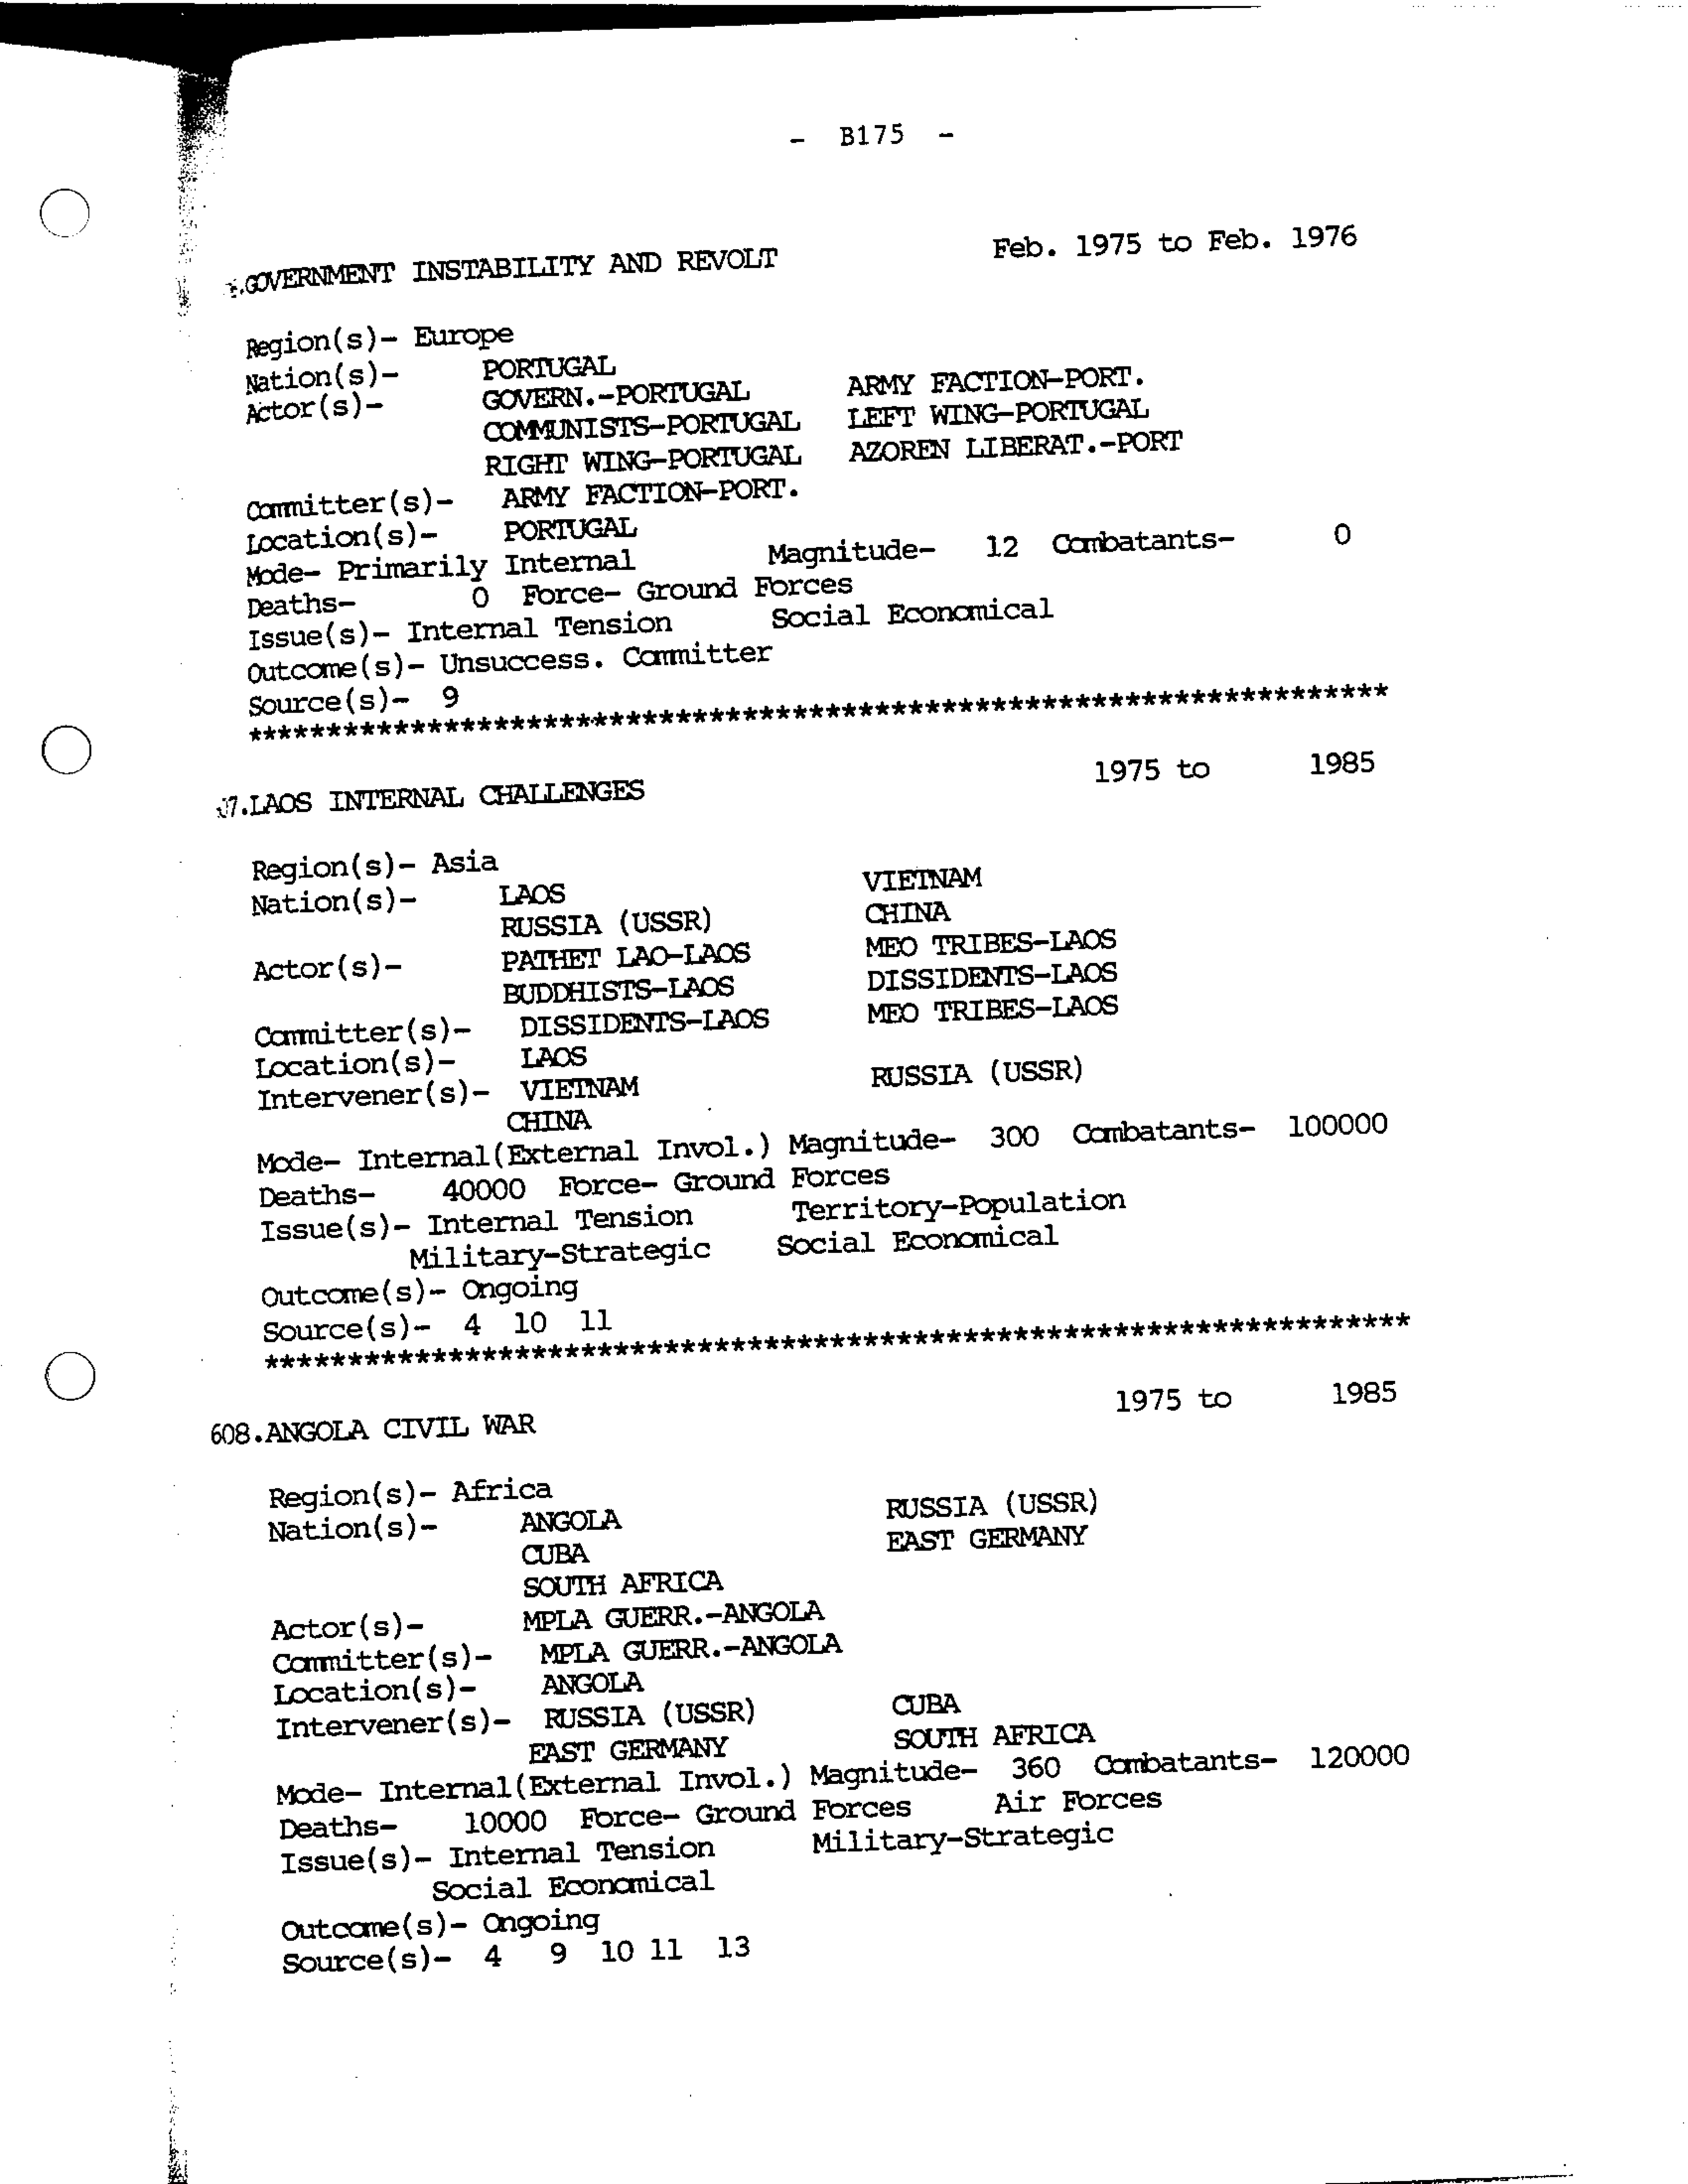 - B175 -
.GOVERNMENT INSTABILITY AND REVOLT Feb. 1975 to Feb. 1976
Region(s)- Europe
Nation(s)- PORTUGAL
Actor(s)- GOVERN.-PORTUGAL ARMY FACTION-PORT.
COMMUNISTS-PORTUGAL LEFT WING-PORTUGAL
RIGHT WING-PORTUGAL AZOREN LIBERAT.-PORT
Committer(s)- ARMY FACTION-PORT.
Location(s)- PORTUGAL
Mode- Primarily Internal Magnitude- 12 Combatants- 0
Deaths- 0 Force- Ground Forces
Issue(s)- Internal Tension Social Economical
Outcome(s)- Unsuccess. Committer
Source(s)- 9
*********************************************************************
7.LAOS INTERNAL CHALLENGES 1975 to 1985
Region(s)- Asia
Nation(s)- LAOS VIETNAM
RUSSIA (USSR) CHINA
Actor(s)- PATHET LAO-LAOS MEO TRIBES-LAOS
BUDDHISTS-LAOS DISSIDENTS-LAOS
Committer(s)- DISSIDENTS-LAOS MEO TRIBES-LAOS
Location(s)- LAOS
Intervener(s)- VIETNAM RUSSIA (USSR)
CHINA
Mode- Internal(External Invol.) Magnitude- 300 Combatants- 100000
Deaths- 40000 Force- Ground Forces
Issue(s)- Internal Tension Territory-Population
Military-Strategic Social Economical
Outcome(s)- Ongoing
Source(s)- 4 10 11
*********************************************************************
608.ANGOLA CIVIL WAR 1975 to 1985
Region(s)- Africa
Nation(s)- ANGOLA RUSSIA (USSR)
CUBA EAST GERMANY
SOUTH AFRICA
Actor(s)- MPLA GUERR.-ANGOLA
Committer(s)- MPLA GUERR.-ANGOLA
Location(s)- ANGOLA
Intervener(s)- RUSSIA (USSR) CUBA
EAST GERMANY SOUTH AFRICA
Mode- Internal(External Invol.) Magnitude- 360 Combatants- 120000
Deaths- 10000 Force- Ground Forces Air Forces
Issue(s)- Internal Tension Military-Strategic
Social Economical
Outcome(s)- Ongoing
Source(s)- 4 9 10 11 13